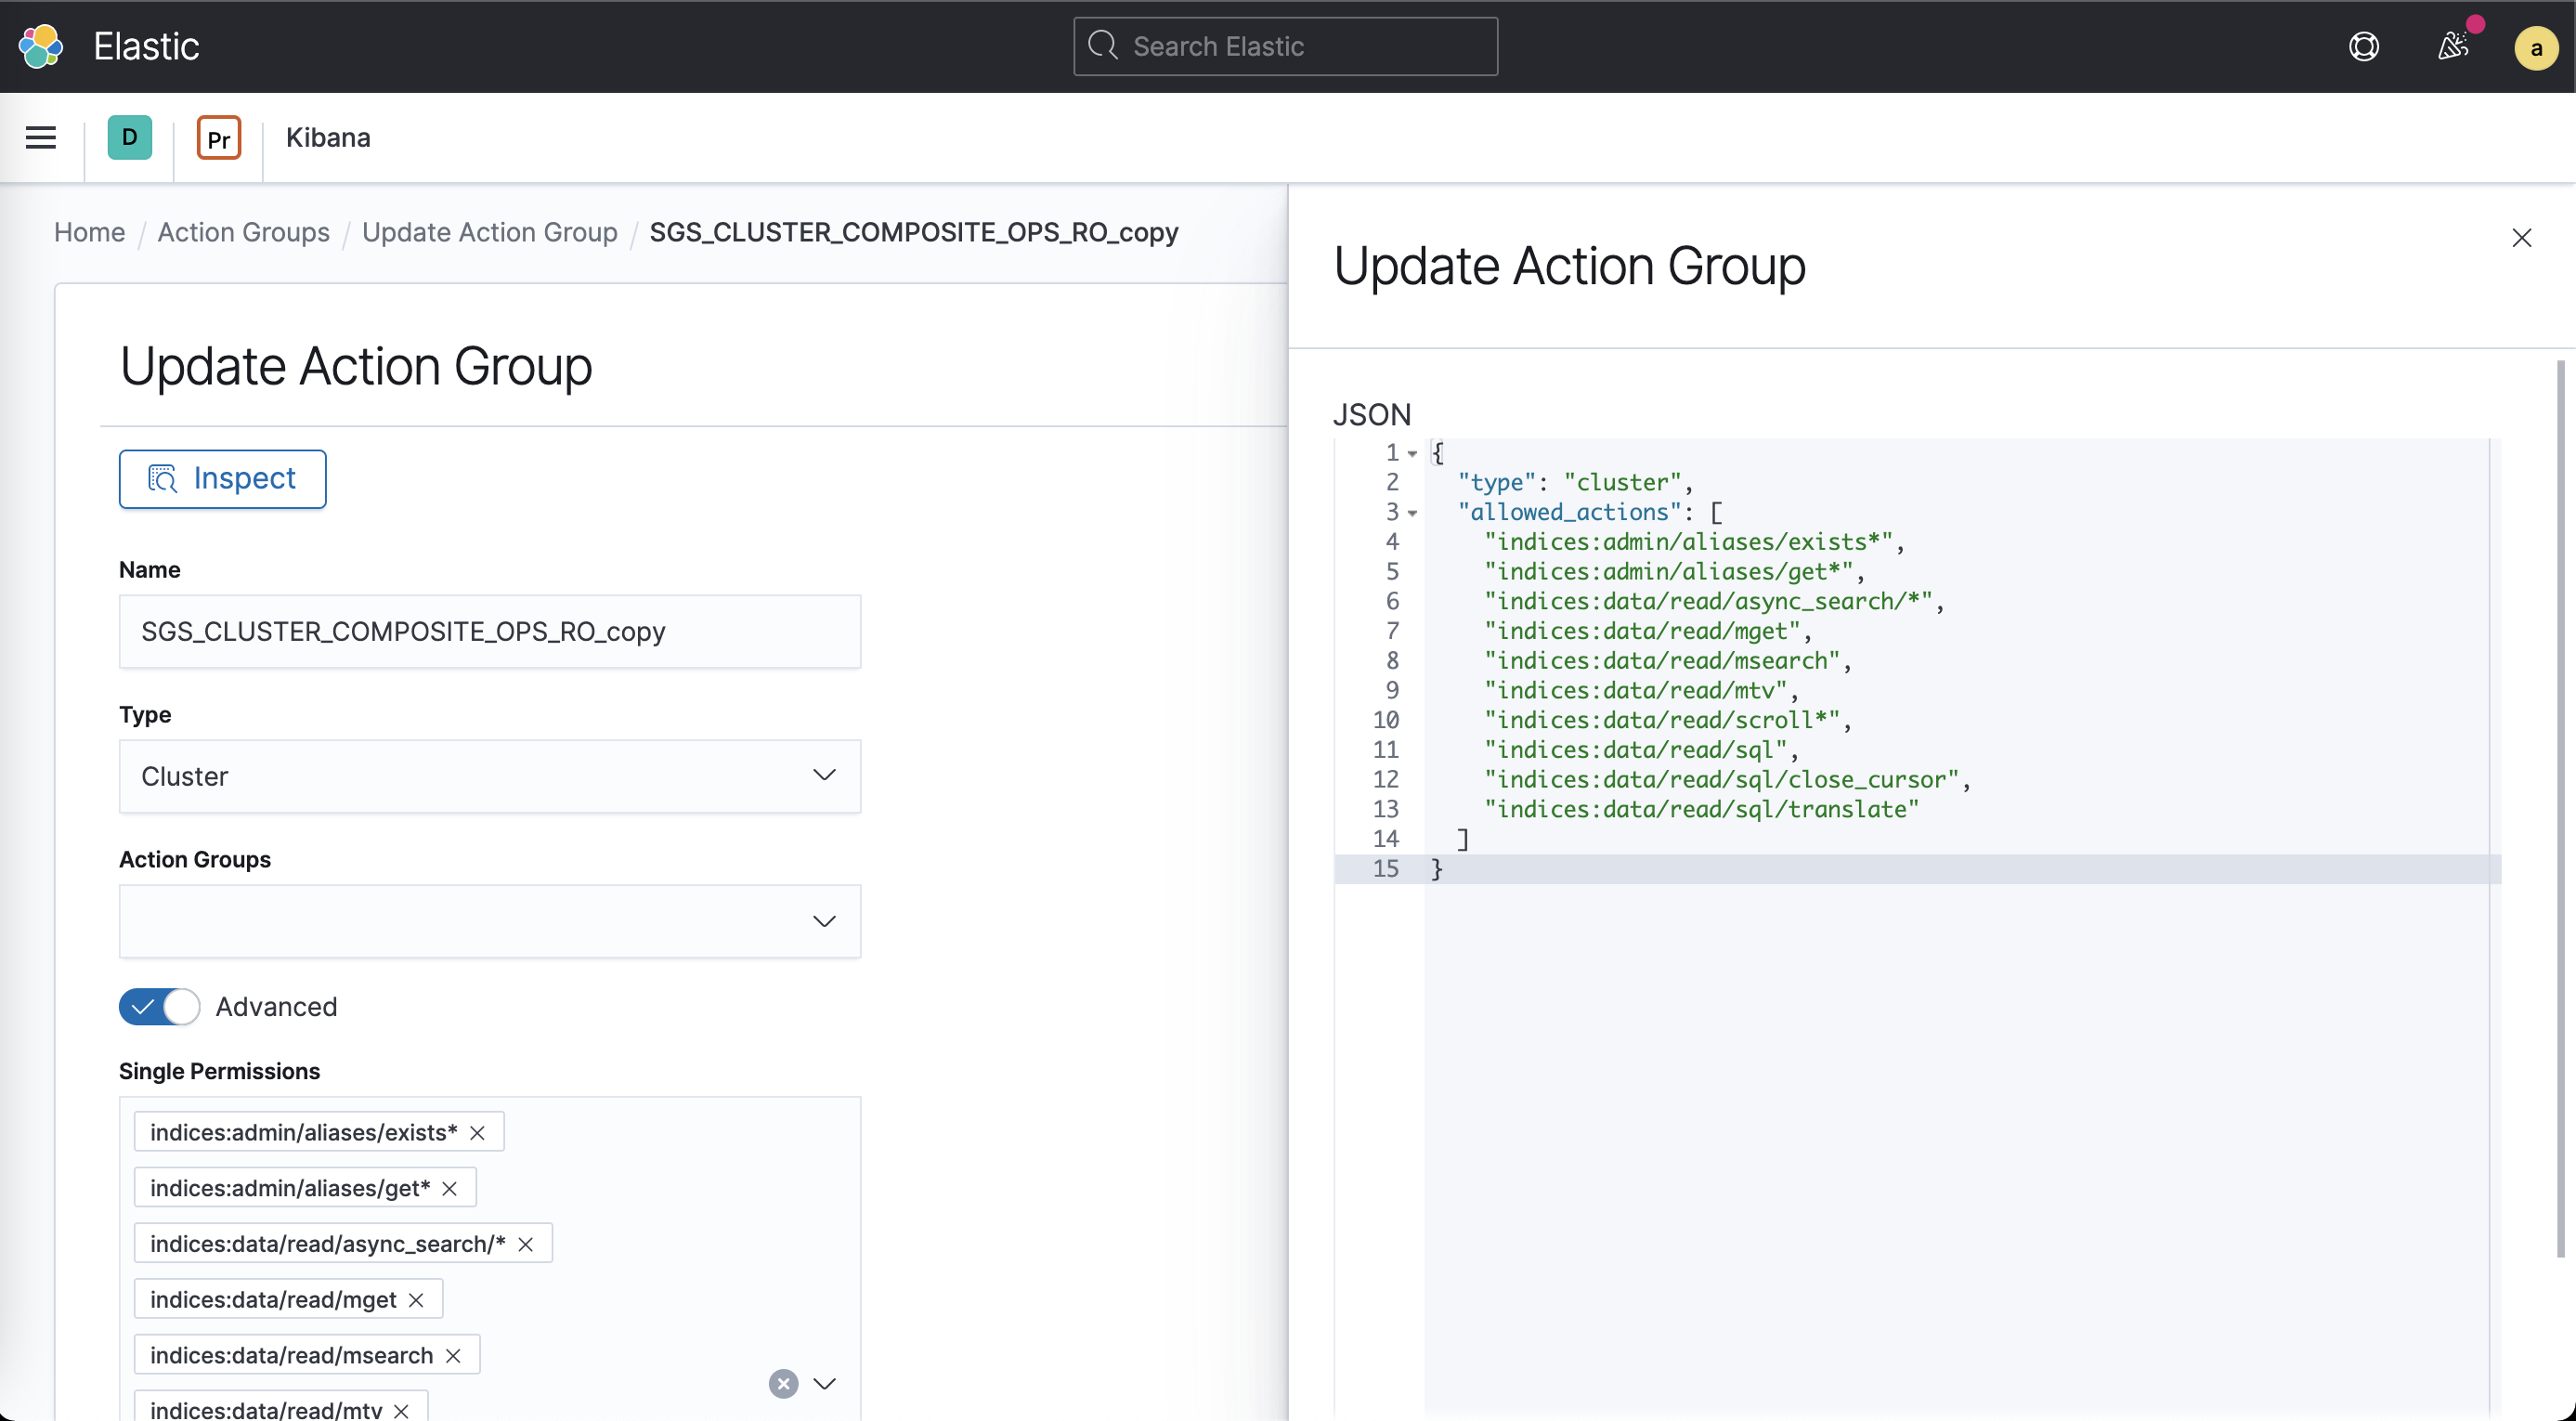 Elastic
Search Elastic
a
D
Pr
Kibana
Home / Action Groups / Update Action Group / SGS_CLUSTER_COMPOSITE_OPS_RO_copy
Update Action Group
Inspect
Name
SGS_CLUSTER_COMPOSITE_OPS_RO_copy
Type
Cluster
Action Groups
Advanced
Single Permissions
indices:admin/aliases/exists*
indices:admin/aliases/get*
indices:data/read/async_search/*
indices:data/read/mget
indices:data/read/msearch
indices:data/read/mtv
Update Action Group
JSON
1 {
2 "type": "cluster",
3 "allowed_actions": [
4 "indices:admin/aliases/exists*",
5 "indices:admin/aliases/get*",
6 "indices:data/read/async_search/*",
7 "indices:data/read/mget",
8 "indices:data/read/msearch",
9 "indices:data/read/mtv",
10 "indices:data/read/scroll*",
11 "indices:data/read/sql",
12 "indices:data/read/sql/close_cursor",
13 "indices:data/read/sql/translate"
14 ]
15 }